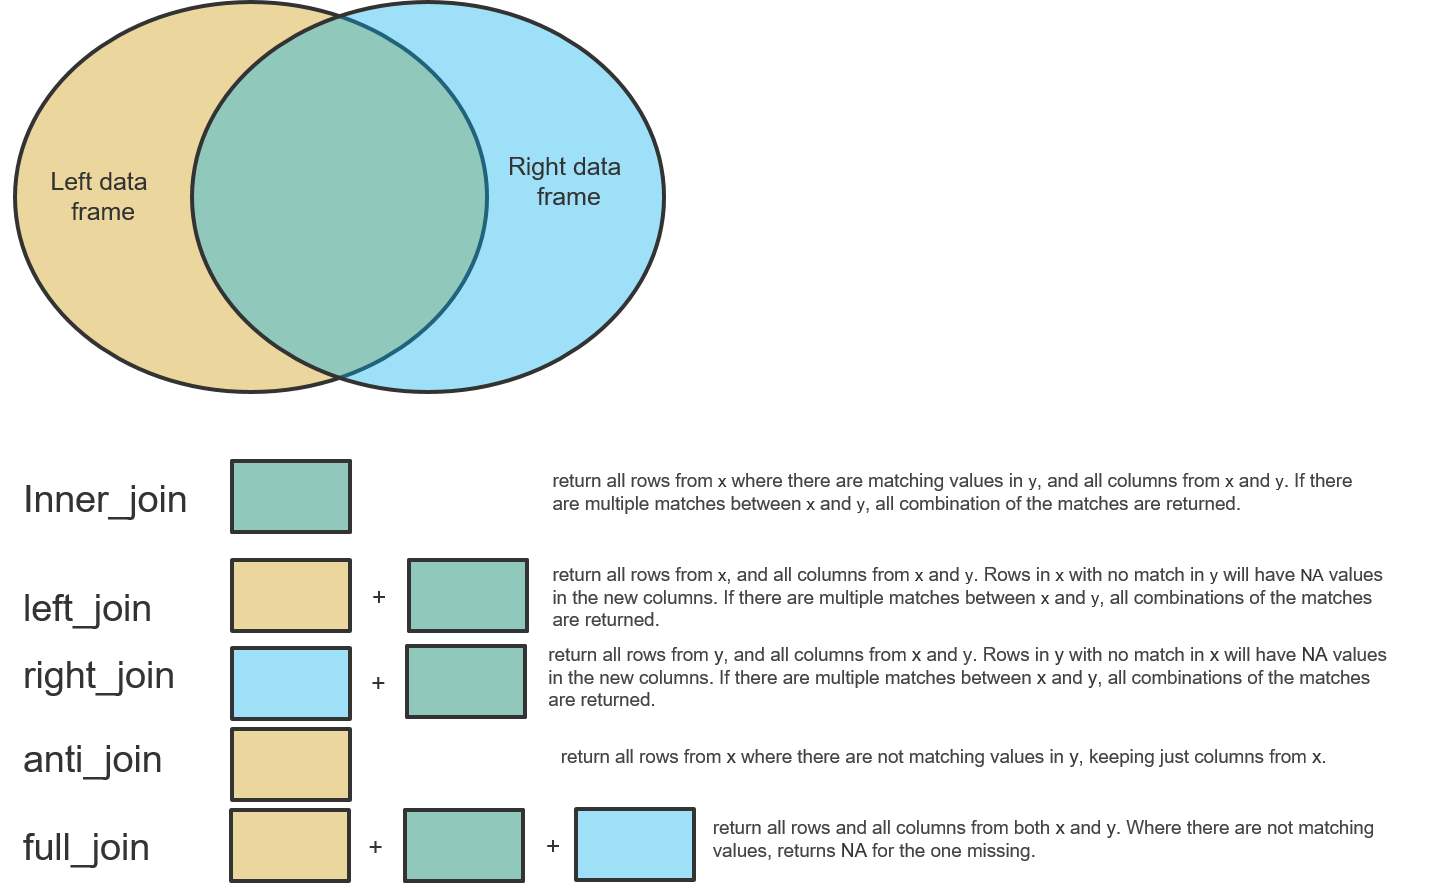 Left data
frame
Right data
frame
Inner_join
return all rows from x where there are matching values in y, and all columns from x and y. If there
are multiple matches between x and y, all combination of the matches are returned.
left_join
+
return all rows from x, and all columns from x and y. Rows in x with no match in y will have NA values
in the new columns. If there are multiple matches between x and y, all combinations of the matches
are returned.
right_join
+
return all rows from y, and all columns from x and y. Rows in y with no match in x will have NA values
in the new columns. If there are multiple matches between x and y, all combinations of the matches
are returned.
anti_join
return all rows from x where there are not matching values in y, keeping just columns from x.
full_join
+
+
return all rows and all columns from both x and y. Where there are not matching
values, returns NA for the one missing.